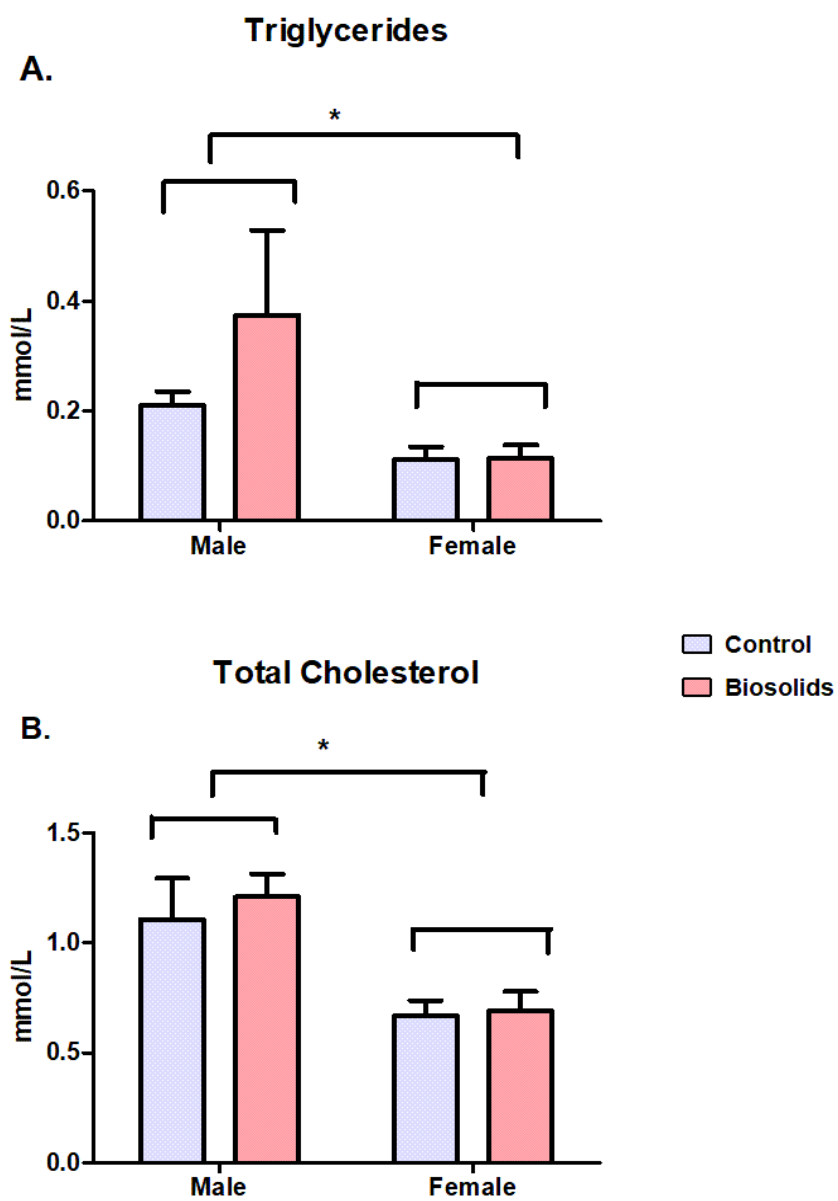 Triglycerides
A.
*
0.6
0.4
0.2
0.0
mmol/L
Male
Female
Control
Biosolids
Total Cholesterol
B.
*
1.5
1.0
0.5
0.0
mmol/L
Male
Female